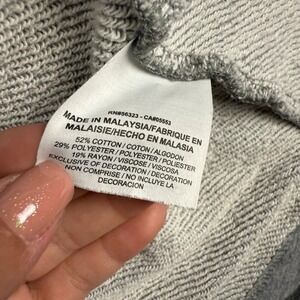 RN#56323 - CA#05553
MADE IN MALAYSIA/FABRIQUE EN
MALAISIE/HECHO EN MALASIA
52% COTTON / COTON / ALGODON
29% POLYESTER / POLYESTER / POLIESTER
19% RAYON / VISCOSE / VISCOSA
EXCLUSIVE OF DECORATION / DECORATION
NON COMPRISE / NO INCLUYE LA
DECORACION